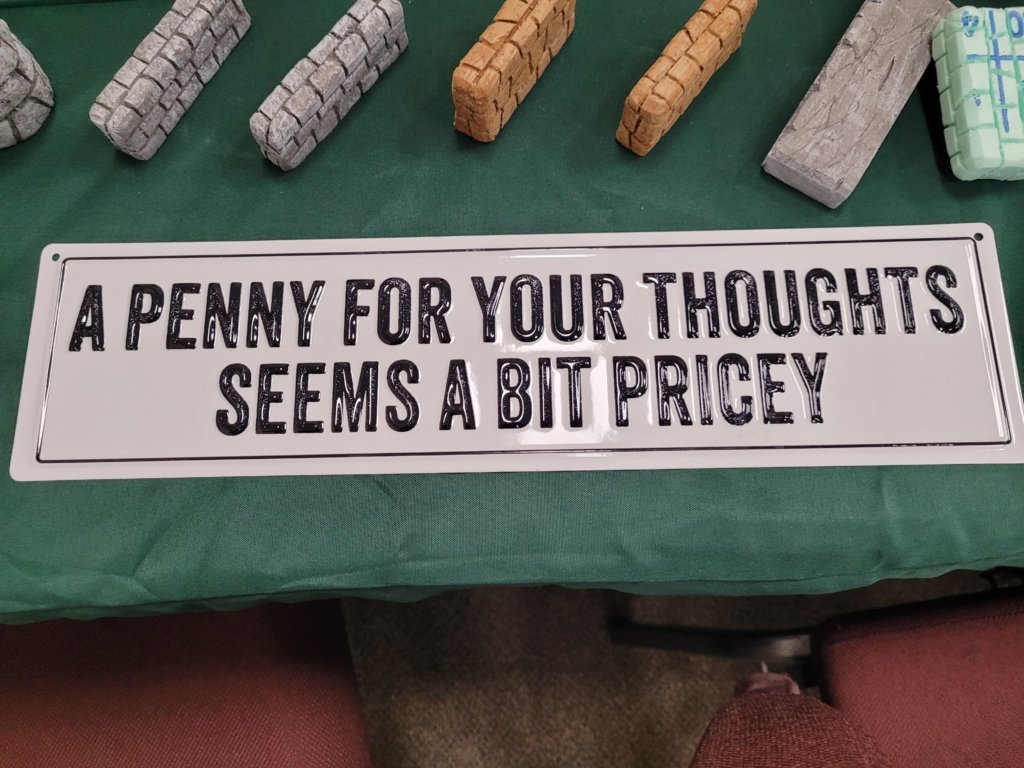 A PENNY FOR YOUR THOUGHTS
SEEMS A BIT PRICEY